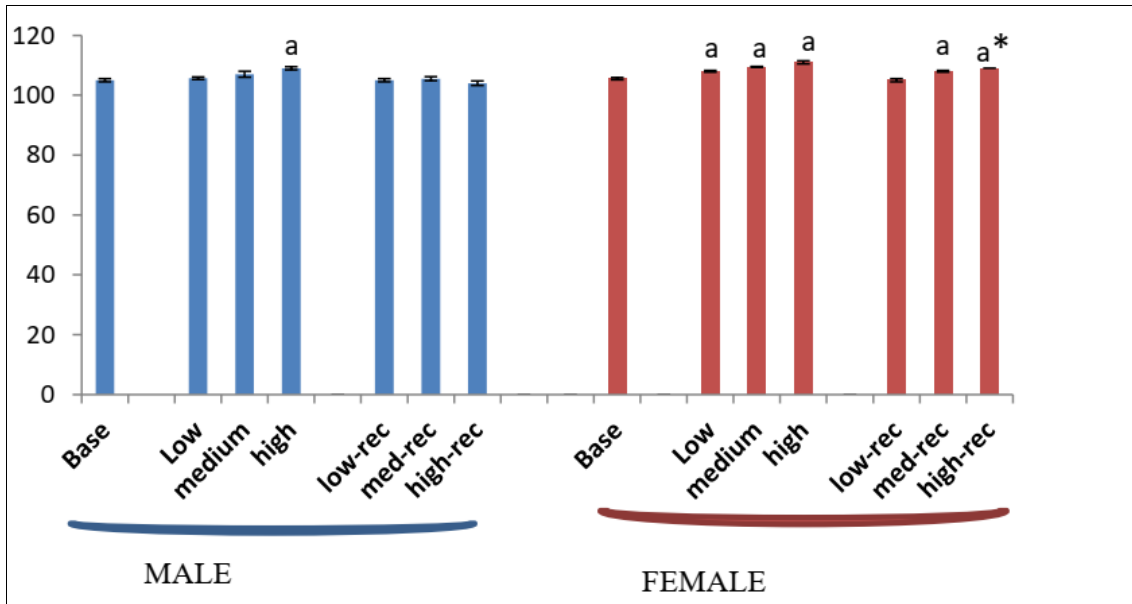 120
100
80
60
40
20
0
a
a
a
a
a
a*
Base
Low
medium
high
low-rec
med-rec
high-rec
Base
Low
medium
high
low-rec
med-rec
high-rec
MALE
FEMALE